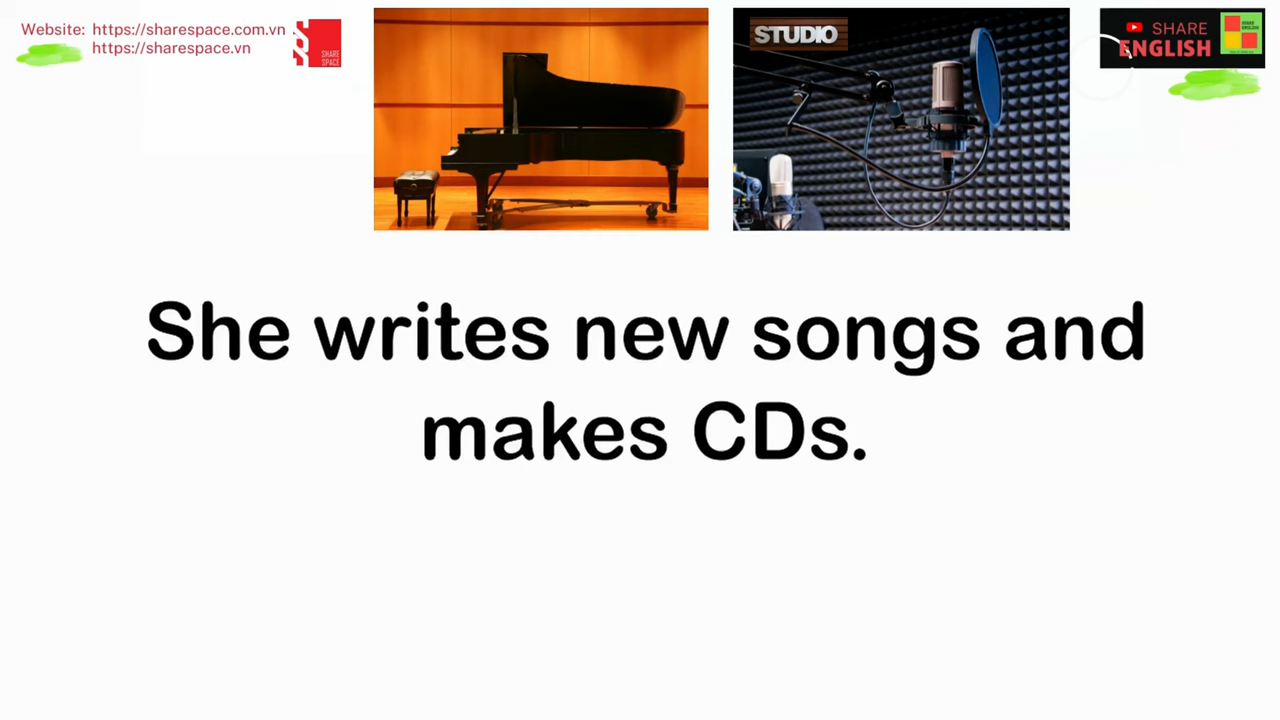 Website: https://sharespace.com.vn
https://sharespace.vn
SHARE
SPACE
STUDIO
SHARE
ENGLISH
She writes new songs and
makes CDs.